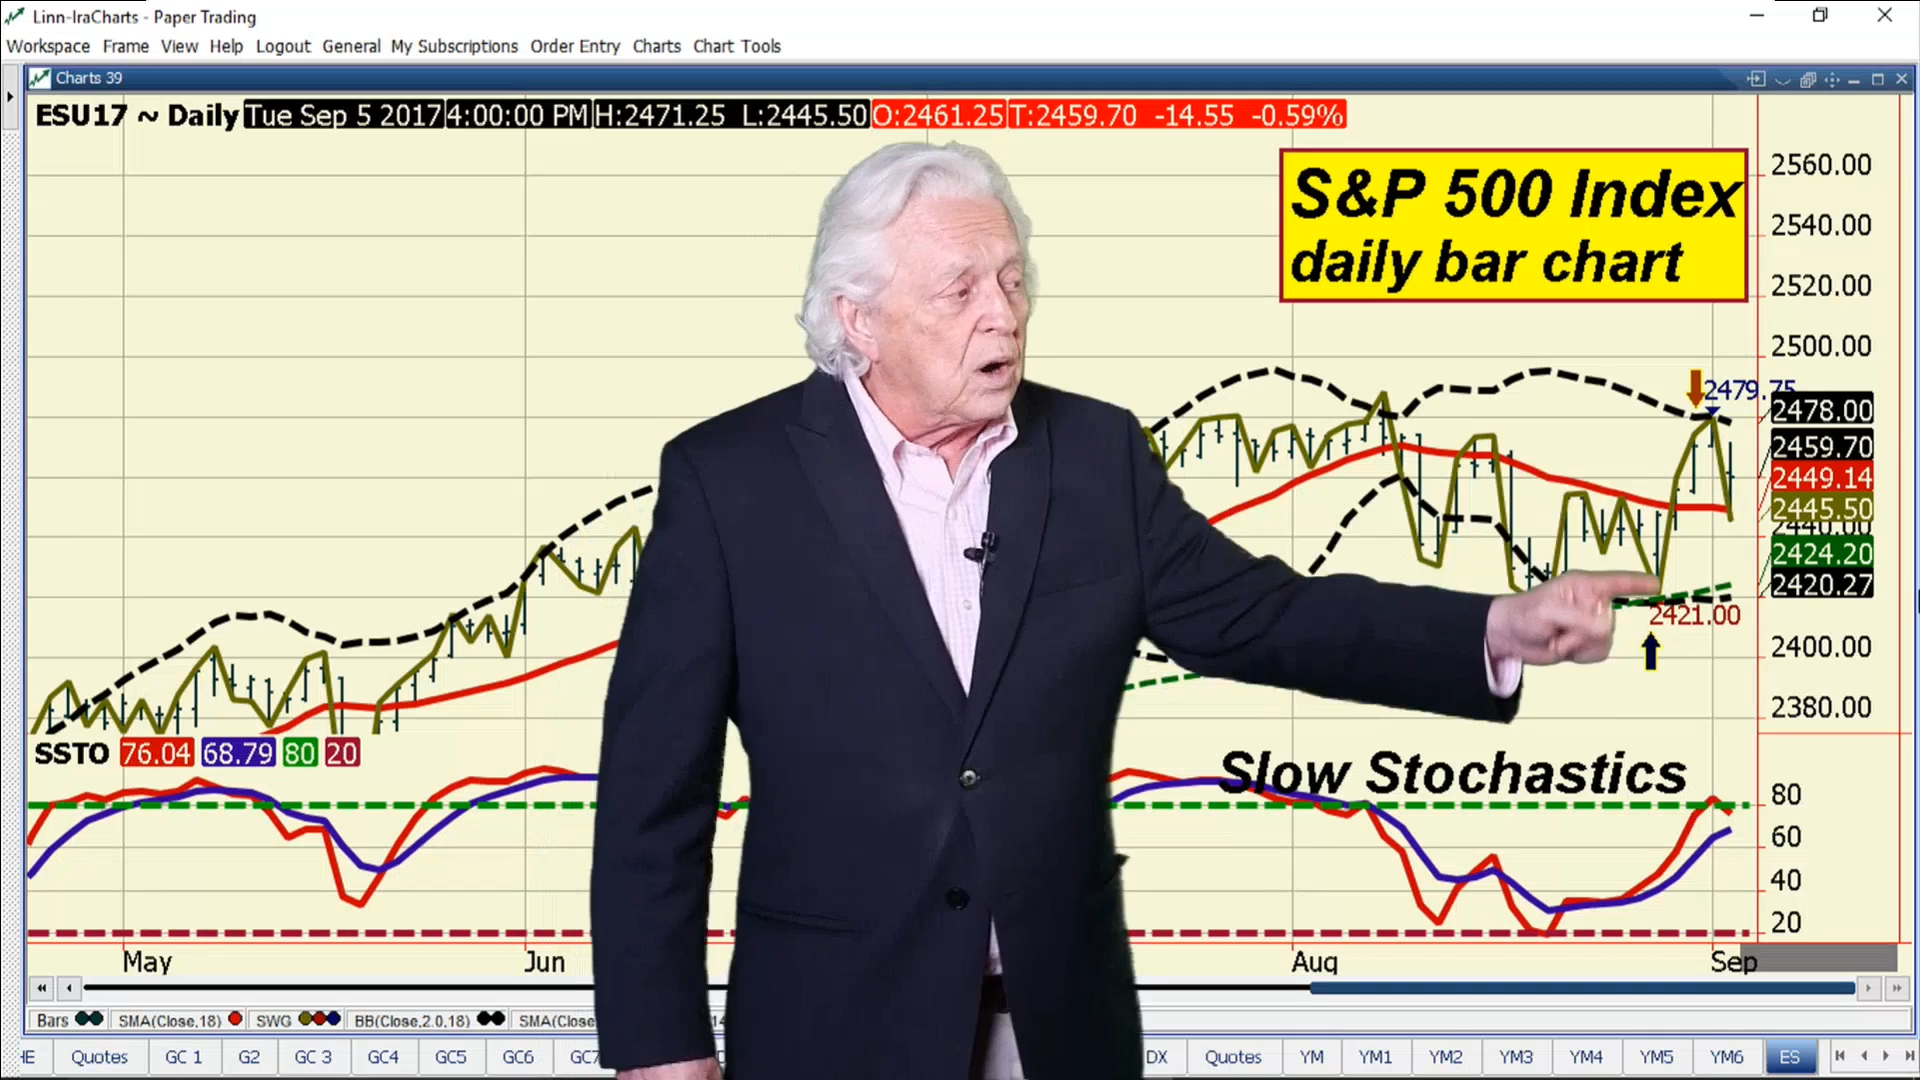 Linn-IraCharts - Paper Trading
Workspace Frame View Help Logout General My Subscriptions Order Entry Charts Chart Tools
Charts 39
ESU17 ~ Daily Tue Sep 5 2017 4:00:00 PM H:2471.25 L:2445.50 O:2461.25 T:2459.70 -14.55 -0.59%
S&P 500 Index
daily bar chart
2560.00
2540.00
2520.00
2500.00
2479.75
2478.00
2459.70
2449.14
2445.50
2440.00
2424.20
2420.27
2421.00
2400.00
2380.00
SSTO 76.04 68.79 80 20
Slow Stochastics
80
60
40
20
May Jun Aug Sep
Bars SMA(Close,18) SWG BB(Close,2.0,18) SMA(Close
Quotes GC 1 G2 GC 3 GC4 GC5 GC6 DX Quotes YM YM1 YM2 YM3 YM4 YM5 YM6 ES